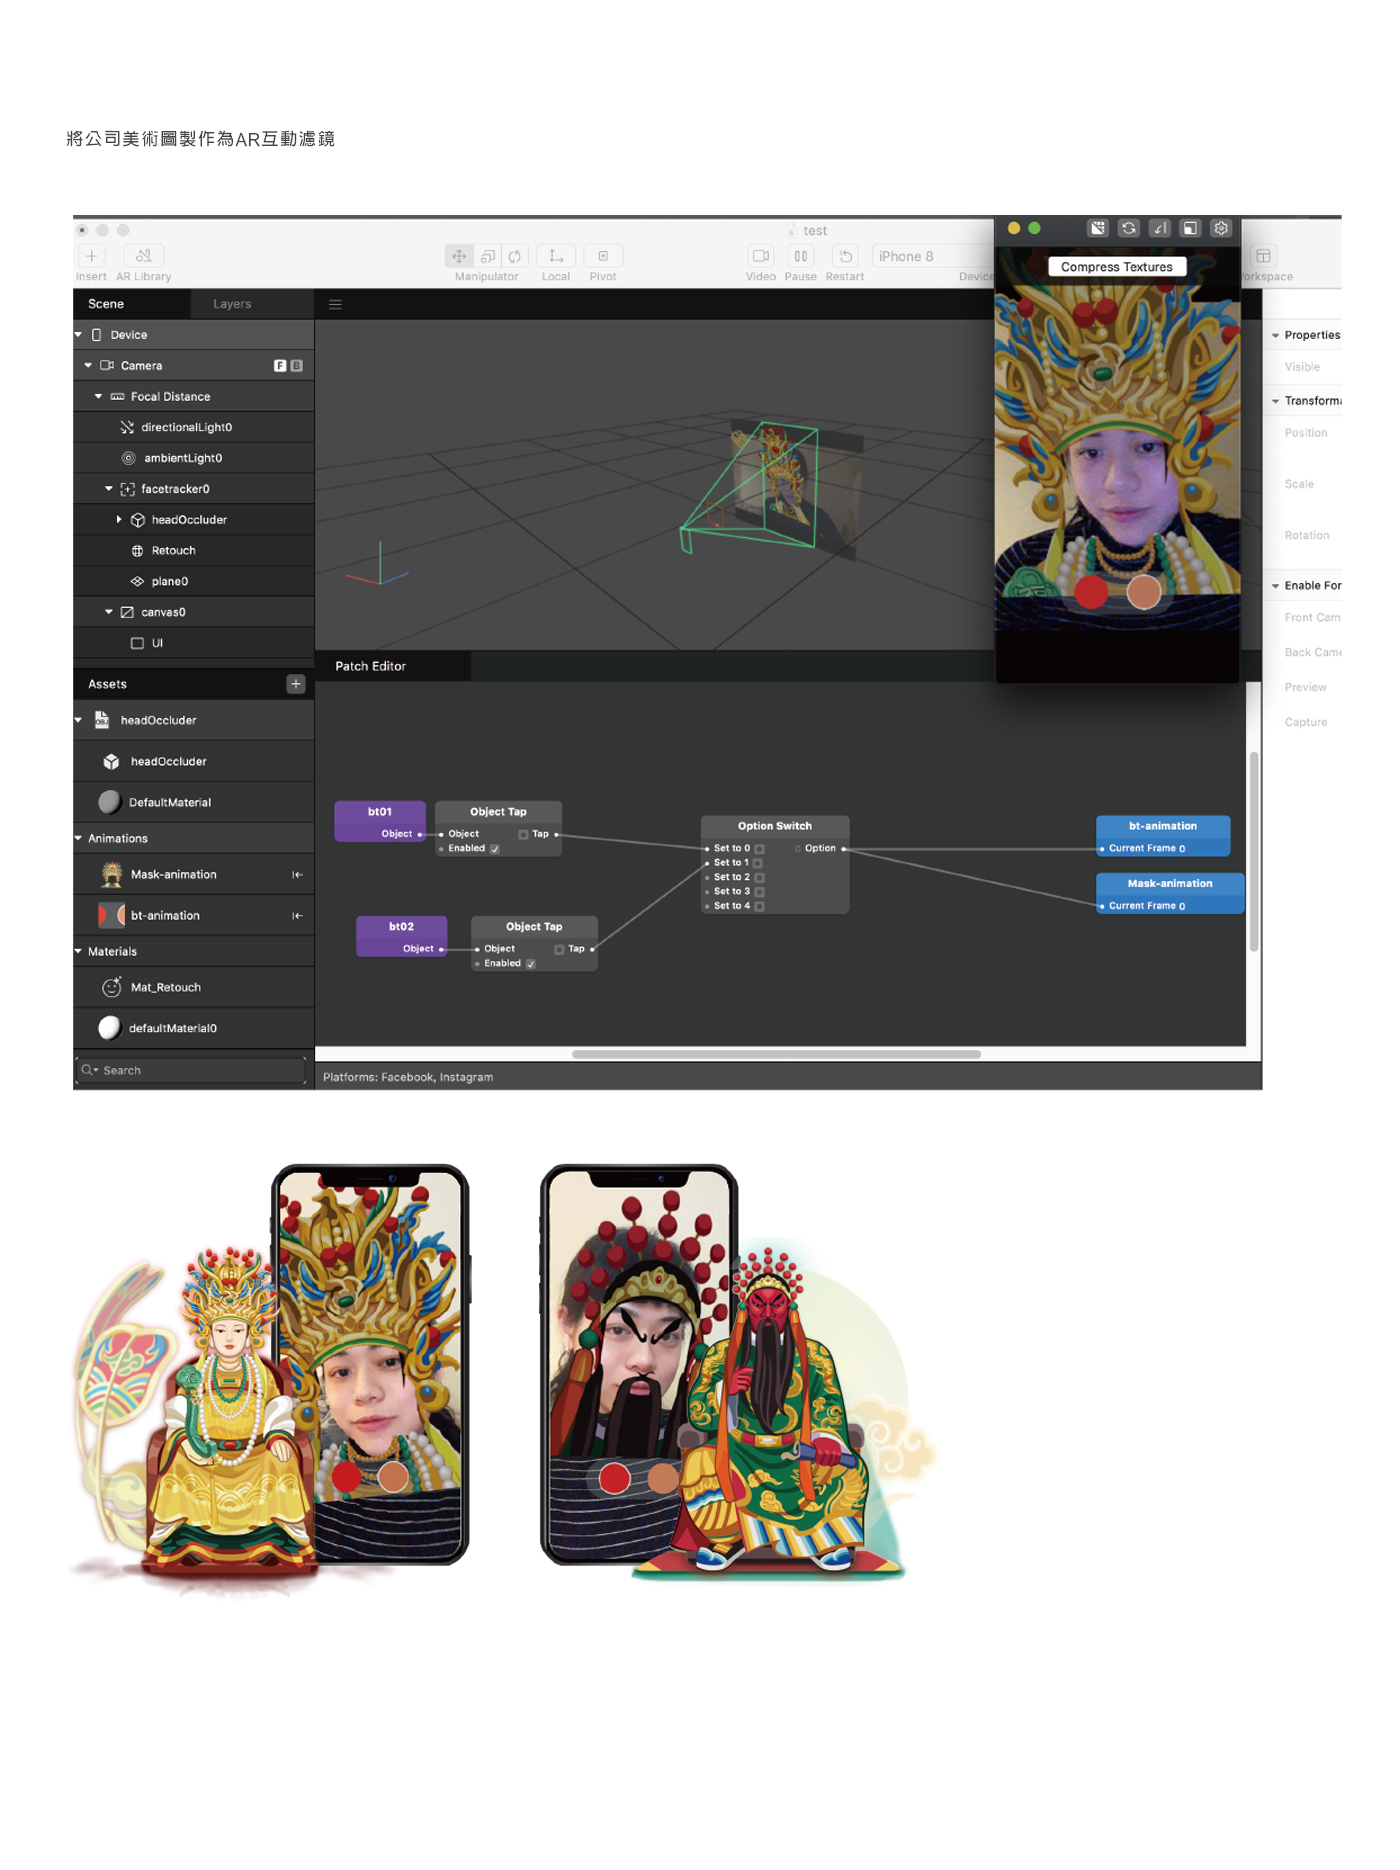 將公司美術圖製作為AR互動濾鏡
test
Insert
AR Library
Manipulator
Local
Pivot
Video
Pause
Restart
iPhone 8
Device
Compress Textures
orkspace
Scene
Layers
Device
Camera
F
B
Focal Distance
directionalLight0
ambientLight0
facetracker0
headOccluder
Retouch
plane0
canvas0
UI
Properties
Visible
Transforma
Position
Scale
Rotation
Enable For
Front Cam
Back Came
Preview
Capture
Assets
headOccluder
headOccluder
DefaultMaterial
Animations
Mask-animation
bt-animation
Materials
Mat_Retouch
defaultMaterial0
Search
Patch Editor
bt01
Object
Object Tap
Object
Tap
Enabled
bt02
Object
Object Tap
Object
Tap
Enabled
Option Switch
Set to 0
0 Option
Set to 1
Set to 2
Set to 3
Set to 4
bt-animation
Current Frame 0
Mask-animation
Current Frame 0
Platforms: Facebook, Instagram